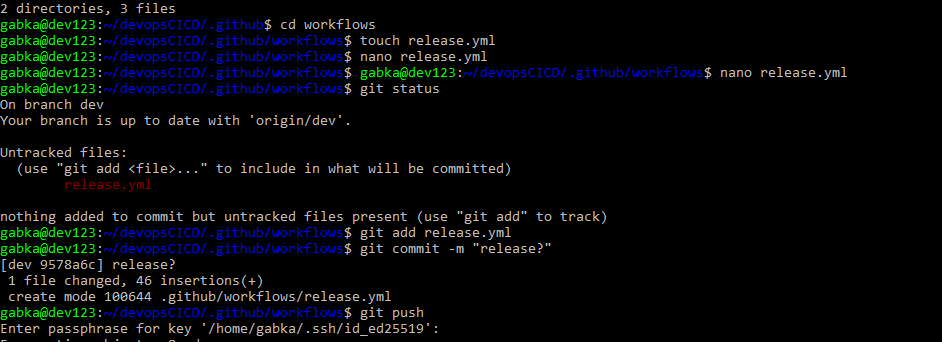 2 directories, 3 files
gabka@dev123:~/devopsCICD/.github$ cd workflows
gabka@dev123:~/devopsCICD/.github/workflows$ touch release.yml
gabka@dev123:~/devopsCICD/.github/workflows$ nano release.yml
gabka@dev123:~/devopsCICD/.github/workflows$ gabka@dev123:~/devopsCICD/.github/workflows$ nano release.yml
gabka@dev123:~/devopsCICD/.github/workflows$ git status
On branch dev
Your branch is up to date with 'origin/dev'.
Untracked files:
(use "git add <file>..." to include in what will be committed)
release.yml
nothing added to commit but untracked files present (use "git add" to track)
gabka@dev123:~/devopsCICD/.github/workflows$ git add release.yml
gabka@dev123:~/devopsCICD/.github/workflows$ git commit -m "release?"
[dev 9578a6c] release?
1 file changed, 46 insertions(+)
create mode 100644 .github/workflows/release.yml
gabka@dev123:~/devopsCICD/.github/workflows$ git push
Enter passphrase for key '/home/gabka/.ssh/id_ed25519':